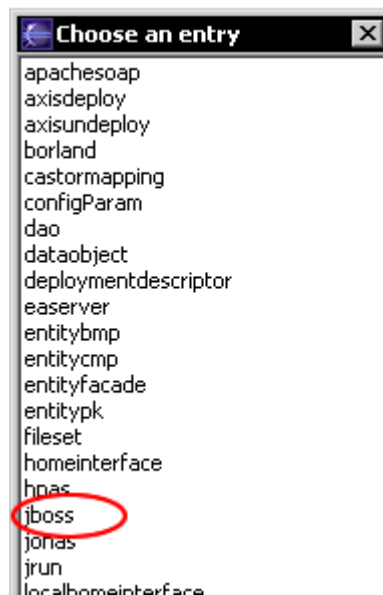 Choose an entry
apachesoap
axisdeploy
axisundeploy
borland
castormapping
configParam
dao
dataobject
deploymentdescriptor
easerver
entitybmp
entitycmp
entityfacade
entitypk
fileset
homeinterface
hpas
jboss
jonas
jrun
localhomeinterface